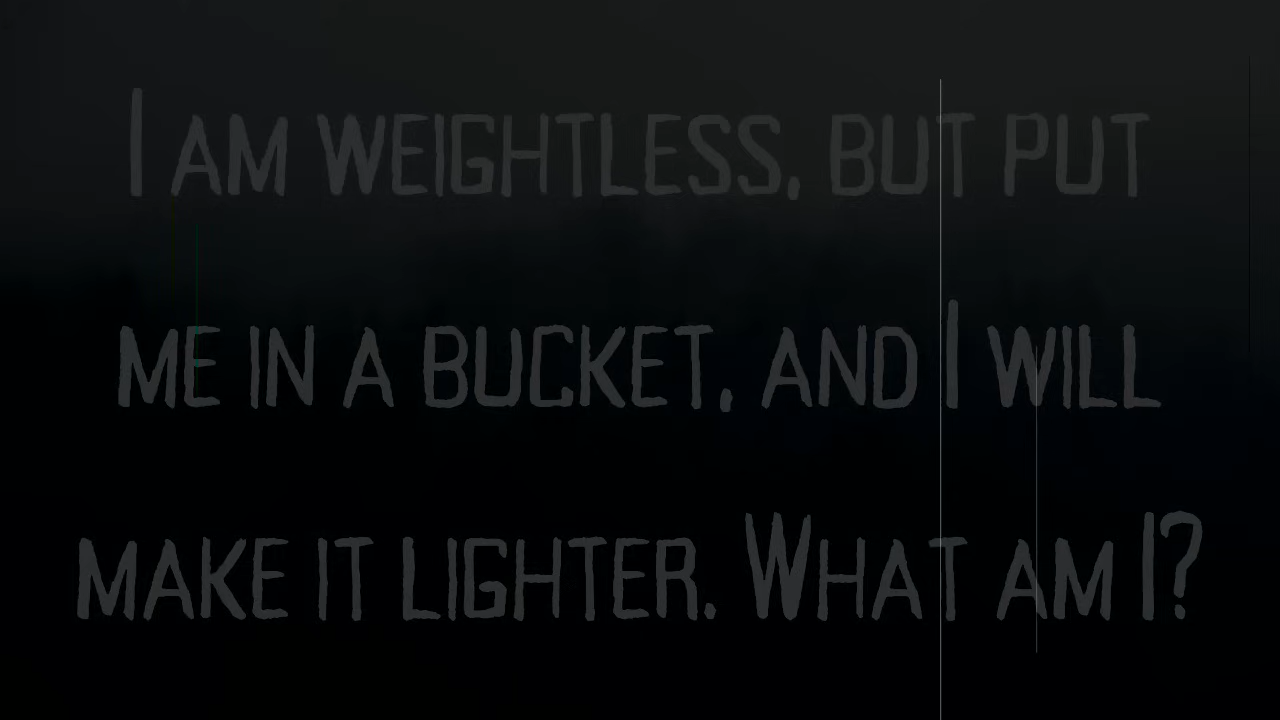 I am weightless, but put
me in a bucket, and I will
make it lighter. What am I?